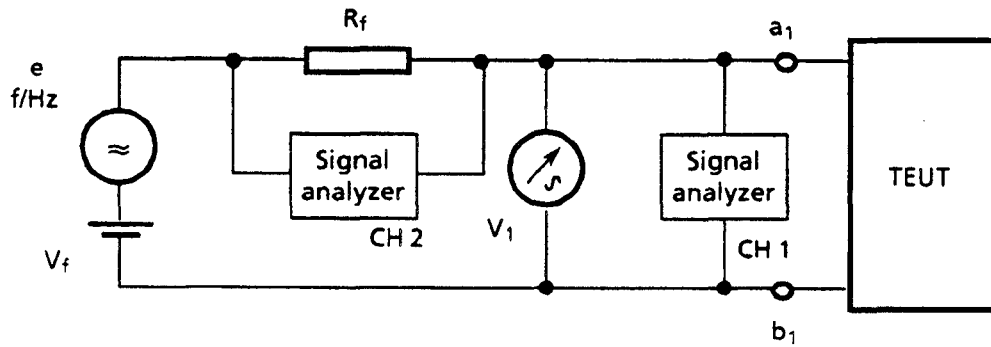 Rf
a1
e
f/Hz
≈
Signal
analyzer
CH 2
V1
Signal
analyzer
CH 1
TEUT
Vf
b1